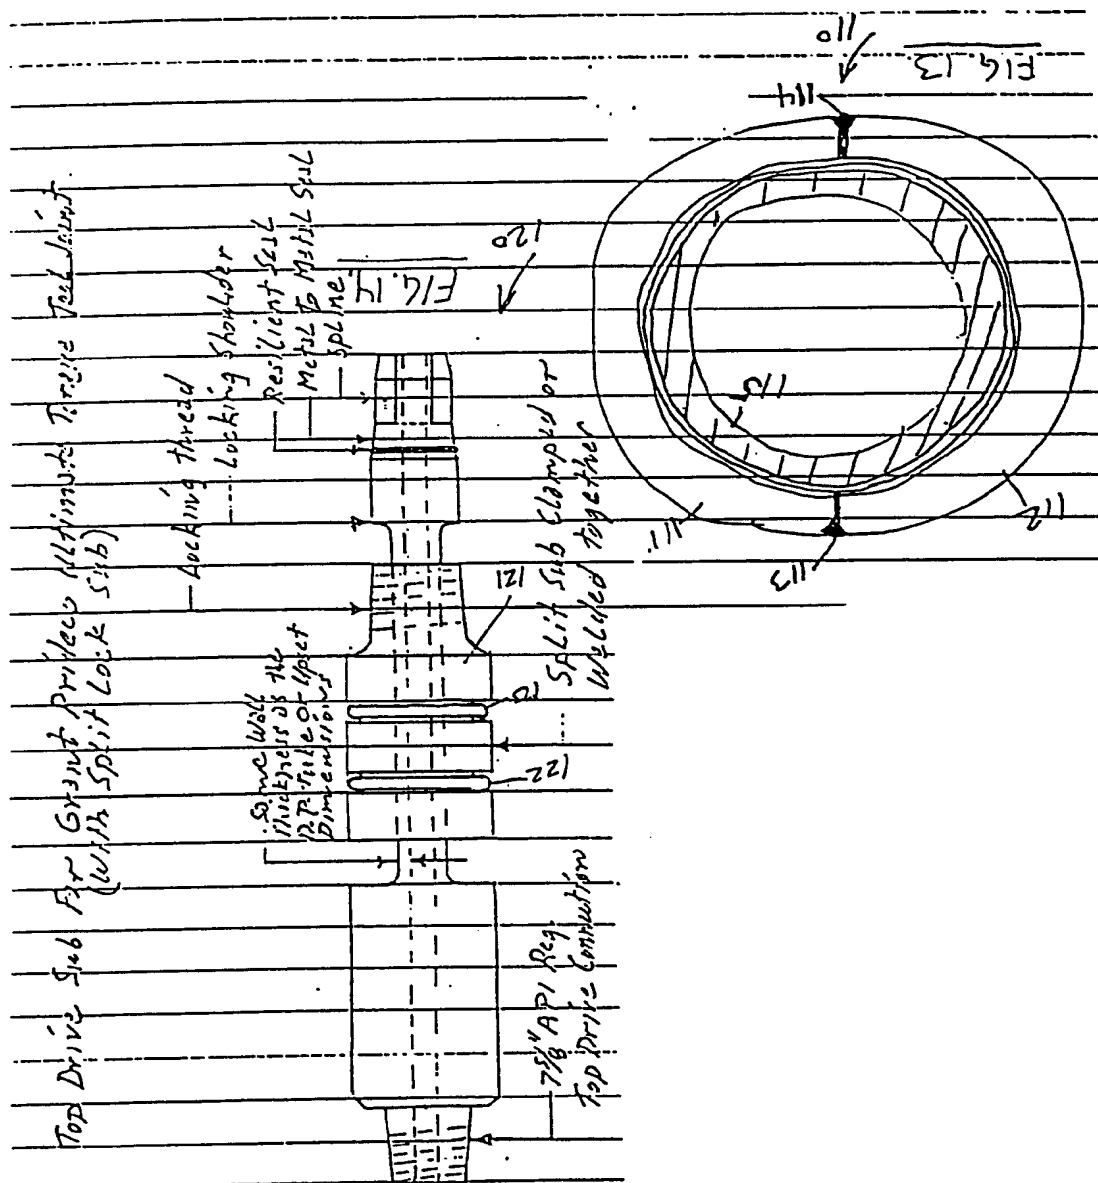 Top Drive Sub For Grant Prideco Ultimate Torque Tool Joint
(With Split Lock Sub)
Locking Thread
Locking Shoulder
Resilient Seal
Metal to Metal Seal
Spline
FIG. 14.
120
Same Wall
Thickness as the
D.P. Tube or Upset
Dimensions
121
122
122
Split Sub Clamped or
Welded Together
7 5/8" API Reg.
Top Drive Connection
FIG. 13.
110
114
115
111
112
113